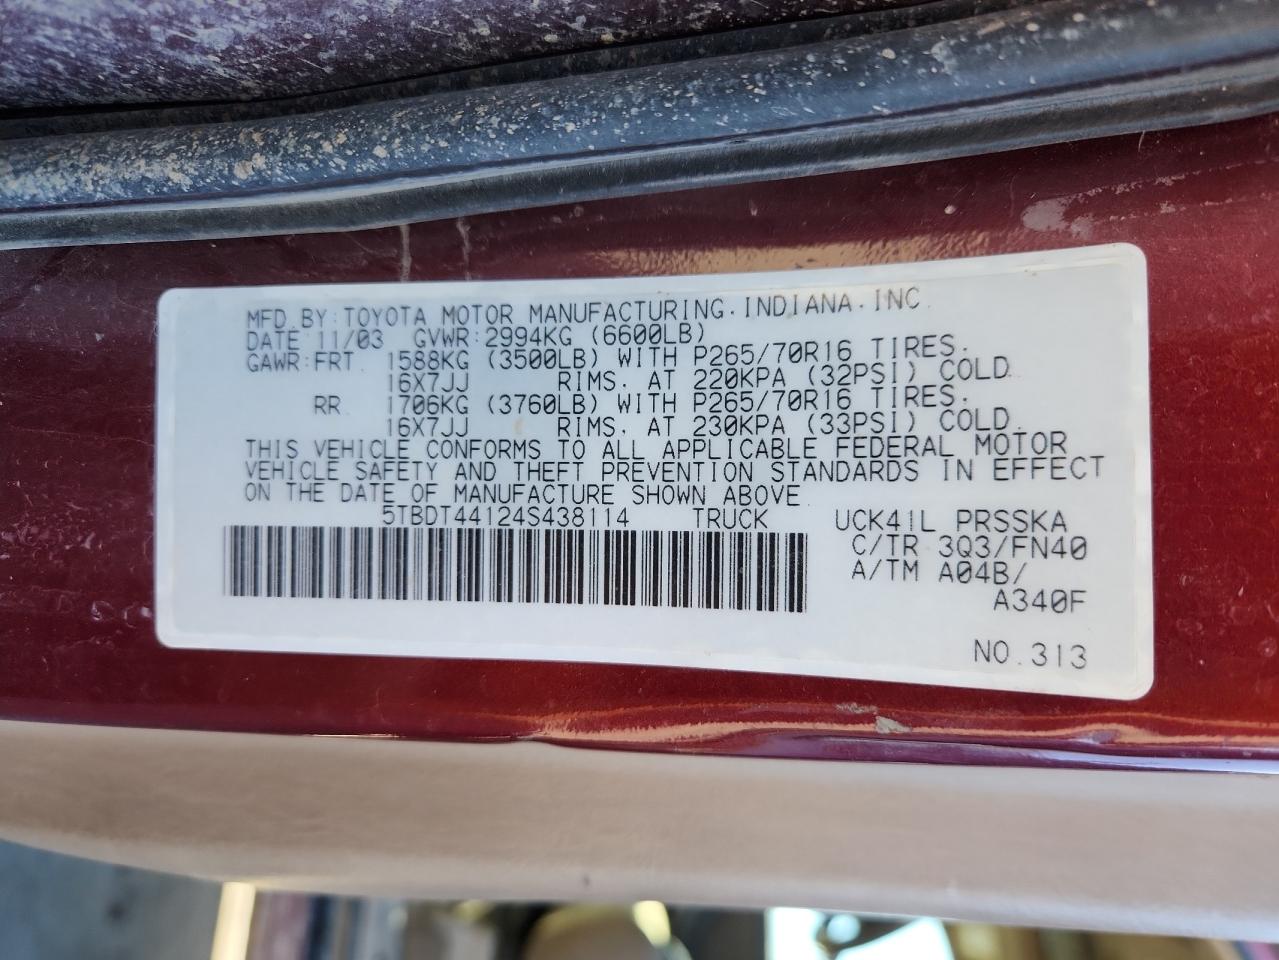 MFD.BY:TOYOTA MOTOR MANUFACTURING.INDIANA.INC.
DATE 11/03 GVWR:2994KG (6600LB)
GAWR:FRT 1588KG (3500LB) WITH P265/70R16 TIRES.
16X7JJ RIMS. AT 220KPA (32PSI) COLD.
RR 1706KG (3760LB) WITH P265/70R16 TIRES.
16X7JJ RIMS. AT 230KPA (33PSI) COLD.
THIS VEHICLE CONFORMS TO ALL APPLICABLE FEDERAL MOTOR
VEHICLE SAFETY AND THEFT PREVENTION STANDARDS IN EFFECT
ON THE DATE OF MANUFACTURE SHOWN ABOVE.
5TBDT44124S438114 TRUCK UCK41L PRSSKA
C/TR 3Q3/FN40
A/TM A04B/
A340F
NO.313